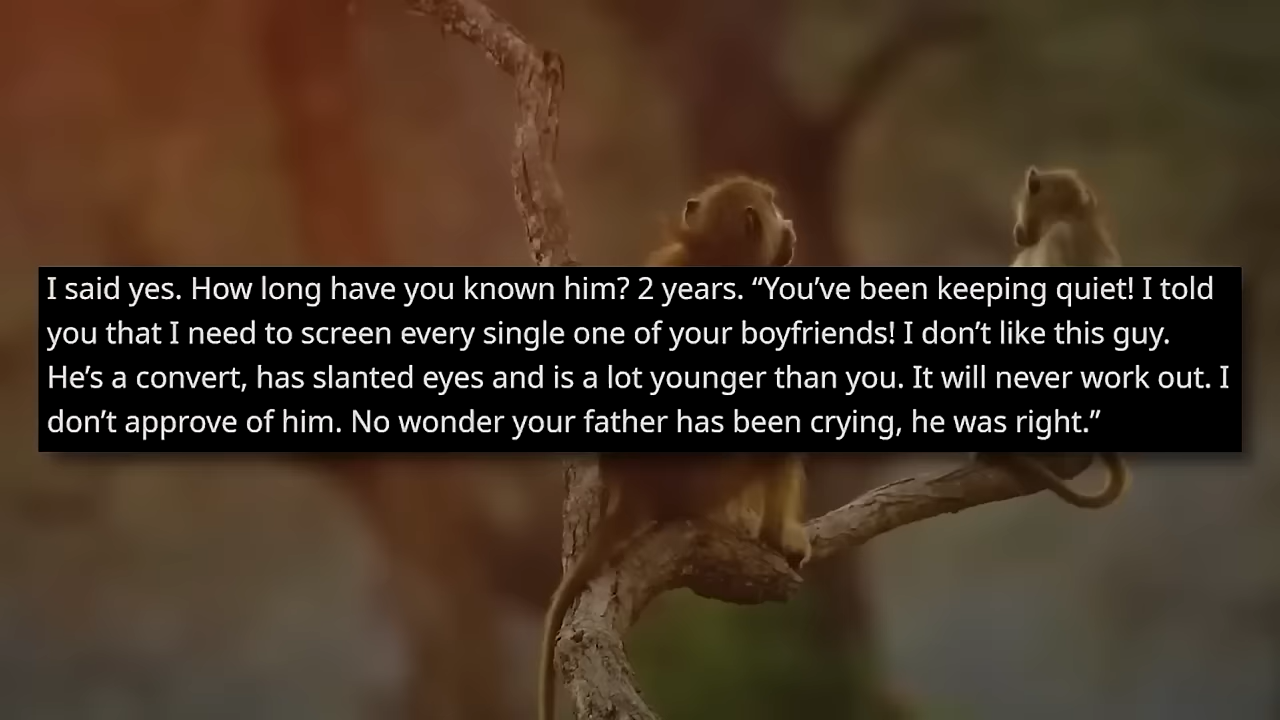 I said yes. How long have you known him? 2 years. “You’ve been keeping quiet! I told
you that I need to screen every single one of your boyfriends! I don’t like this guy.
He’s a convert, has slanted eyes and is a lot younger than you. It will never work out. I
don’t approve of him. No wonder your father has been crying, he was right.”